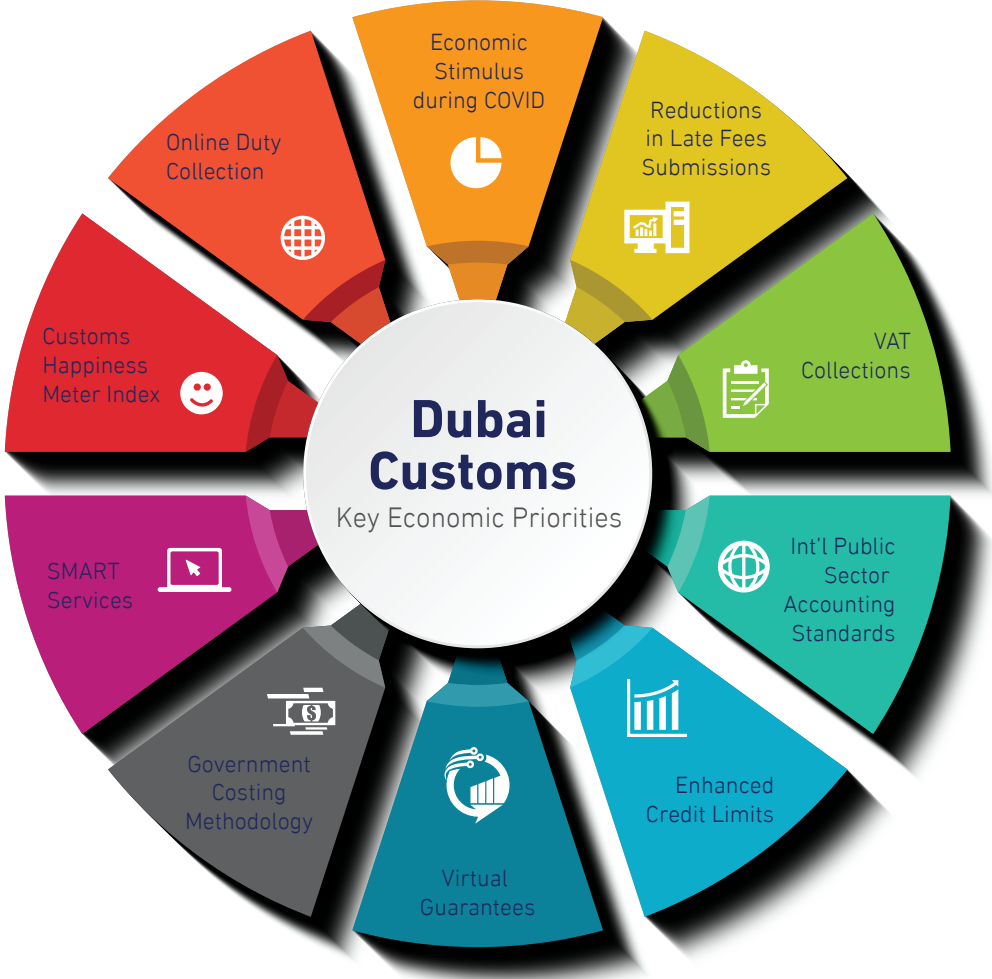 Dubai
Customs
Key Economic Priorities
Economic
Stimulus
during COVID
Reductions
in Late Fees
Submissions
VAT
Collections
Int'l Public
Sector
Accounting
Standards
Enhanced
Credit Limits
Virtual
Guarantees
Government
Costing
Methodology
SMART
Services
Customs
Happiness
Meter Index
Online Duty
Collection
$